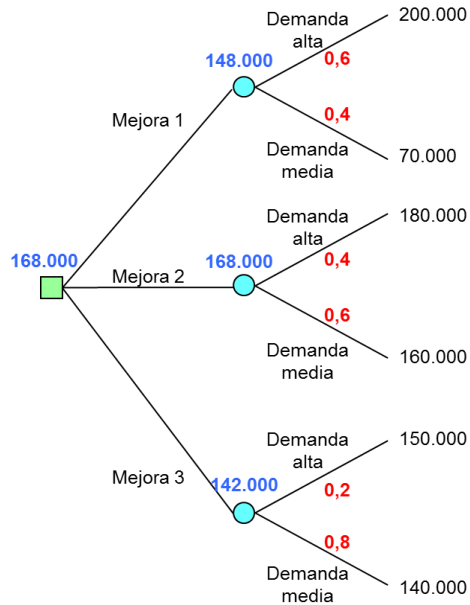 Demanda
alta
200.000
0,6
148.000
Mejora 1
0,4
Demanda
media
70.000
Demanda
alta
180.000
0,4
168.000
168.000
Mejora 2
0,6
Demanda
media
160.000
Demanda
alta
150.000
0,2
Mejora 3
142.000
0,8
Demanda
media
140.000